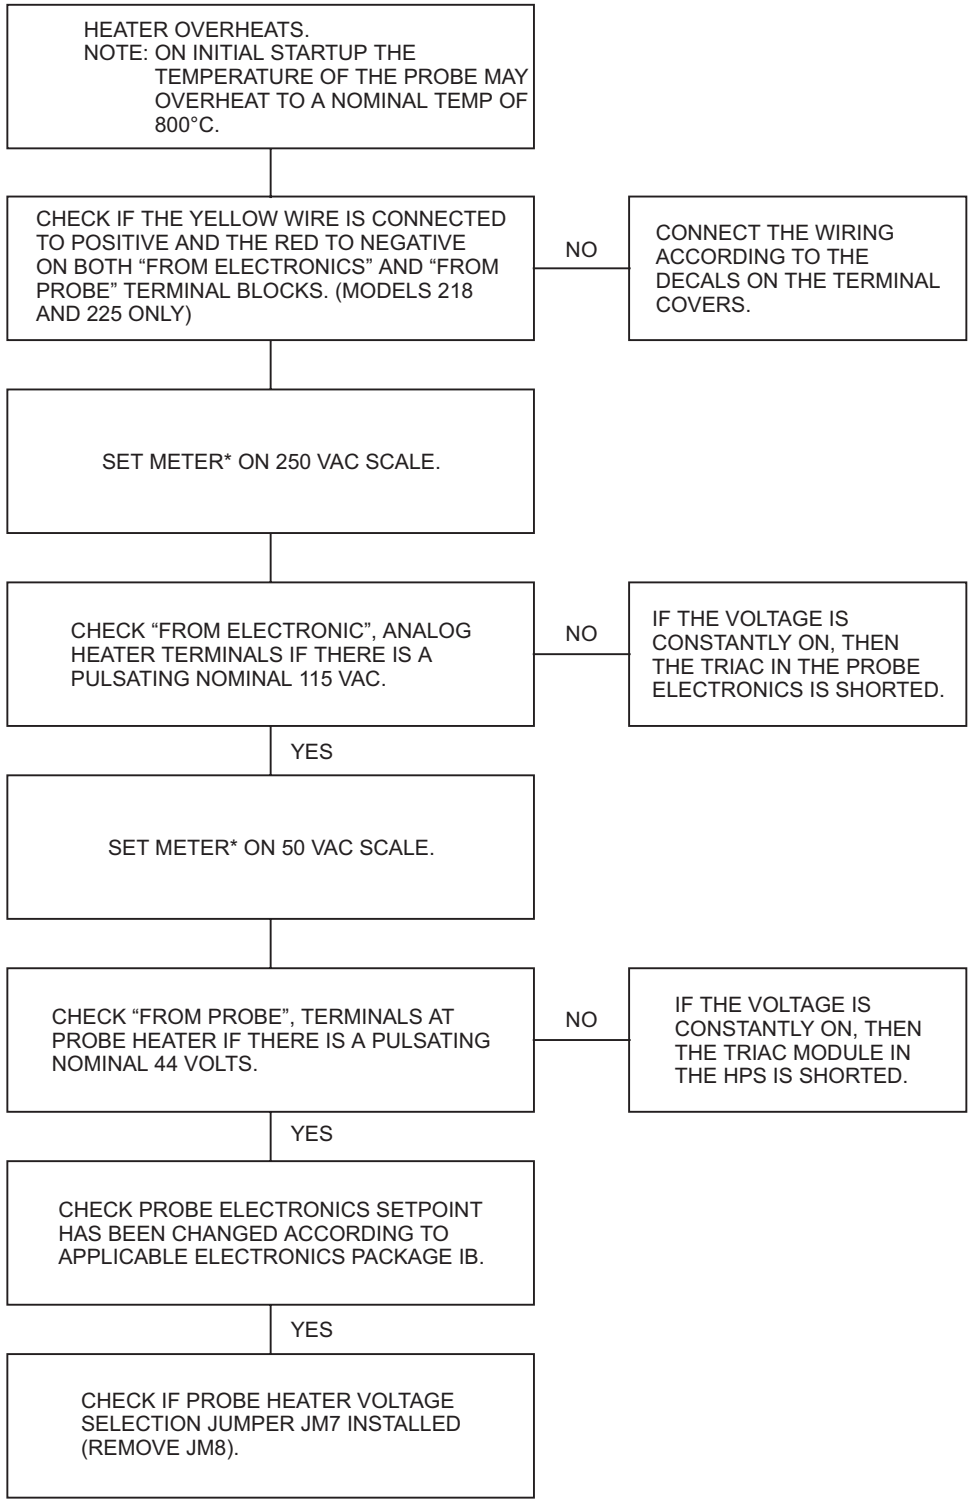 HEATER OVERHEATS.
NOTE: ON INITIAL STARTUP THE
TEMPERATURE OF THE PROBE MAY
OVERHEAT TO A NOMINAL TEMP OF
800°C.
CHECK IF THE YELLOW WIRE IS CONNECTED
TO POSITIVE AND THE RED TO NEGATIVE
ON BOTH “FROM ELECTRONICS” AND “FROM
PROBE” TERMINAL BLOCKS. (MODELS 218
AND 225 ONLY)
NO
CONNECT THE WIRING
ACCORDING TO THE
DECALS ON THE TERMINAL
COVERS.
SET METER* ON 250 VAC SCALE.
CHECK “FROM ELECTRONIC”, ANALOG
HEATER TERMINALS IF THERE IS A
PULSATING NOMINAL 115 VAC.
NO
IF THE VOLTAGE IS
CONSTANTLY ON, THEN
THE TRIAC IN THE PROBE
ELECTRONICS IS SHORTED.
YES
SET METER* ON 50 VAC SCALE.
CHECK “FROM PROBE”, TERMINALS AT
PROBE HEATER IF THERE IS A PULSATING
NOMINAL 44 VOLTS.
NO
IF THE VOLTAGE IS
CONSTANTLY ON, THEN
THE TRIAC MODULE IN
THE HPS IS SHORTED.
YES
CHECK PROBE ELECTRONICS SETPOINT
HAS BEEN CHANGED ACCORDING TO
APPLICABLE ELECTRONICS PACKAGE IB.
YES
CHECK IF PROBE HEATER VOLTAGE
SELECTION JUMPER JM7 INSTALLED
(REMOVE JM8).